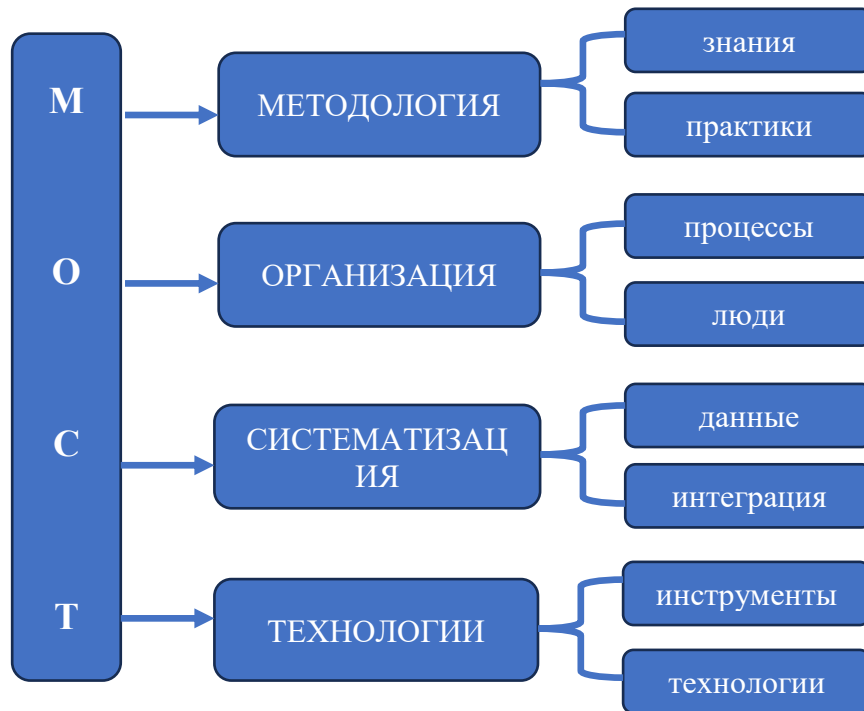 М
О
С
Т
МЕТОДОЛОГИЯ
знания
практики
ОРГАНИЗАЦИЯ
процессы
люди
СИСТЕМАТИЗАЦ
ИЯ
данные
интеграция
ТЕХНОЛОГИИ
инструменты
технологии